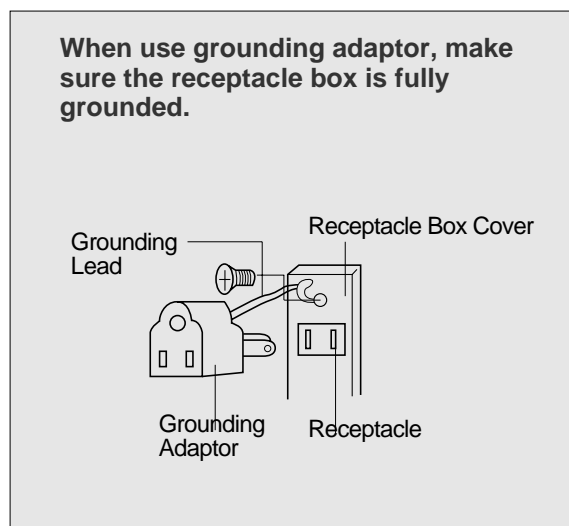 When use grounding adaptor, make
sure the receptacle box is fully
grounded.
Receptacle Box Cover
Grounding
Lead
Grounding
Adaptor
Receptacle